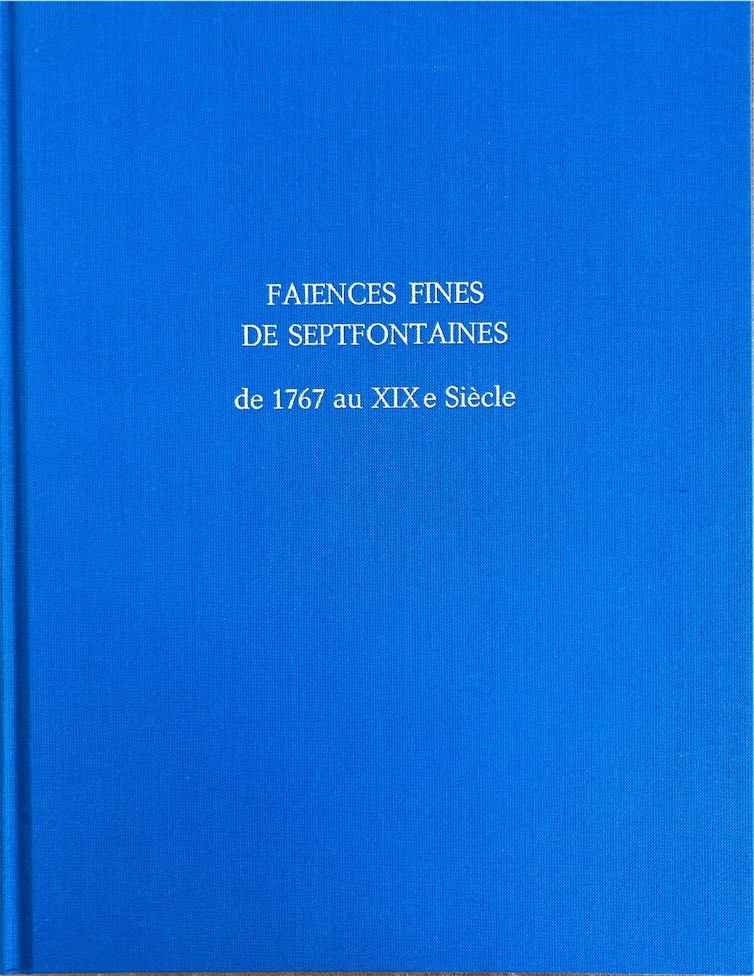 FAIENCES FINES
DE SEPTFONTAINES
de 1767 au XIXe Siècle